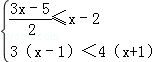 { (3x-5)/2 ≤ x-2
3 (x-1) < 4 (x+1)